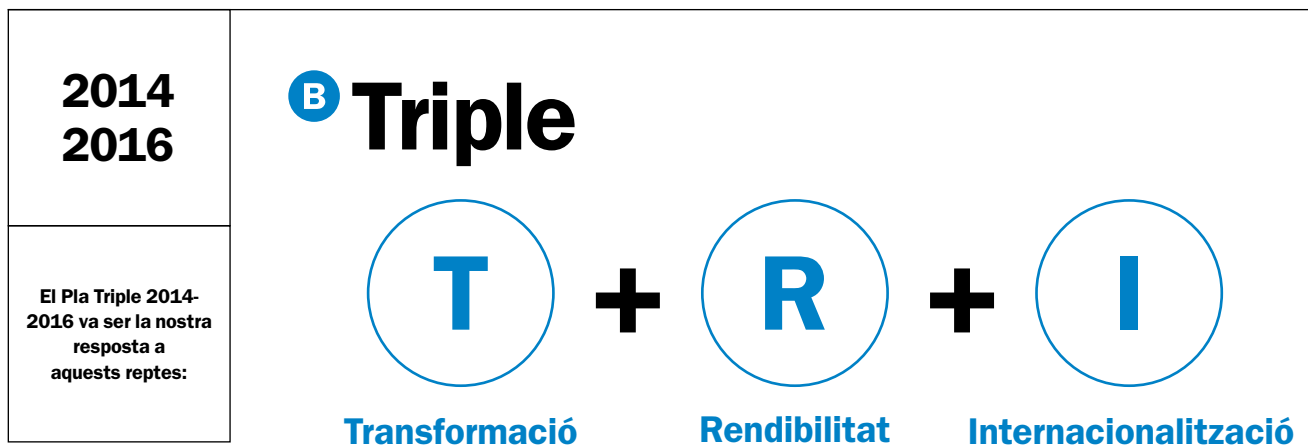 2014
2016
El Pla Triple 2014-
2016 va ser la nostra
resposta a
aquests reptes:
B Triple
T + R + I
Transformació Rendibilitat Internacionalització